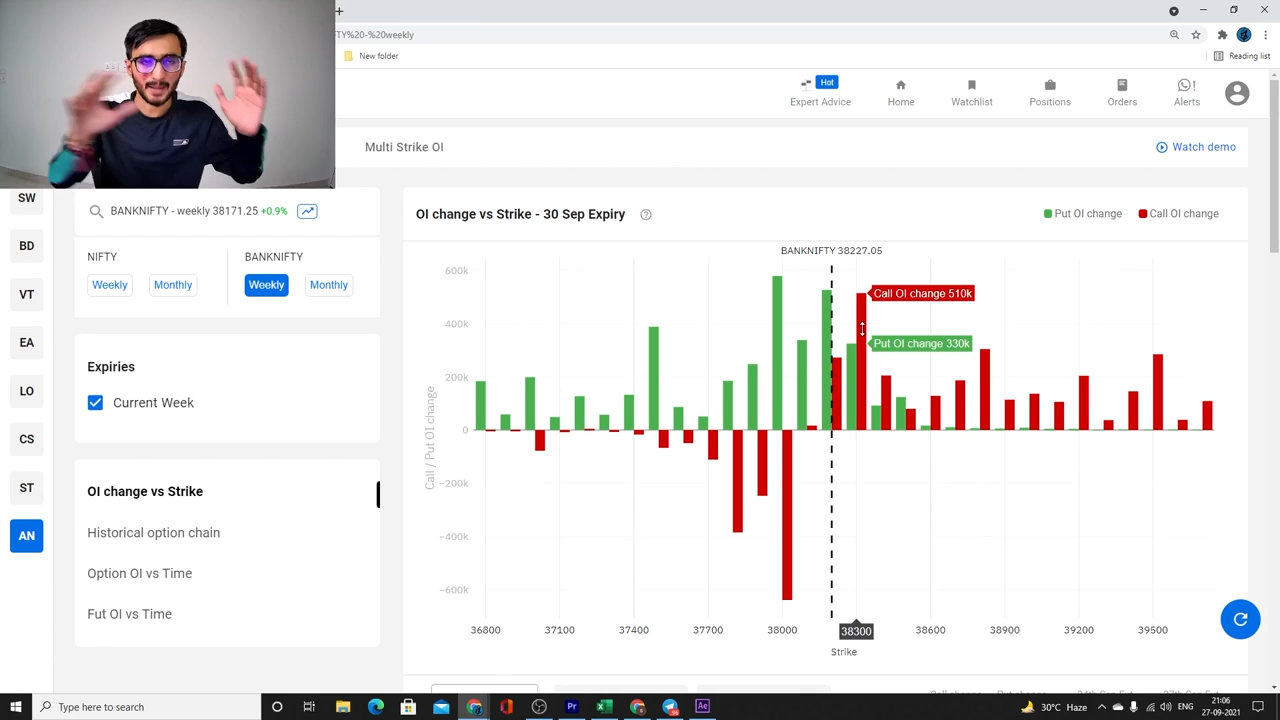 TY%20-%20weekly
New folder
Reading list
Hot
Expert Advice
Home
Watchlist
Positions
Orders
Alerts
Multi Strike OI
Watch demo
SW
BD
VT
EA
LO
CS
ST
AN
BANKNIFTY - weekly 38171.25 +0.9%
NIFTY
BANKNIFTY
Weekly
Monthly
Weekly
Monthly
Expiries
Current Week
OI change vs Strike
Historical option chain
Option OI vs Time
Fut OI vs Time
OI change vs Strike - 30 Sep Expiry
Put OI change
Call OI change
BANKNIFTY 38227.05
Call OI change 510k
Put OI change 330k
Call / Put OI change
600k
400k
200k
0
−200k
−400k
−600k
36800
37100
37400
37700
38000
38300
38600
38900
39200
39500
Strike
Type here to search
30°C Haze
ENG
21:06
27-09-2021